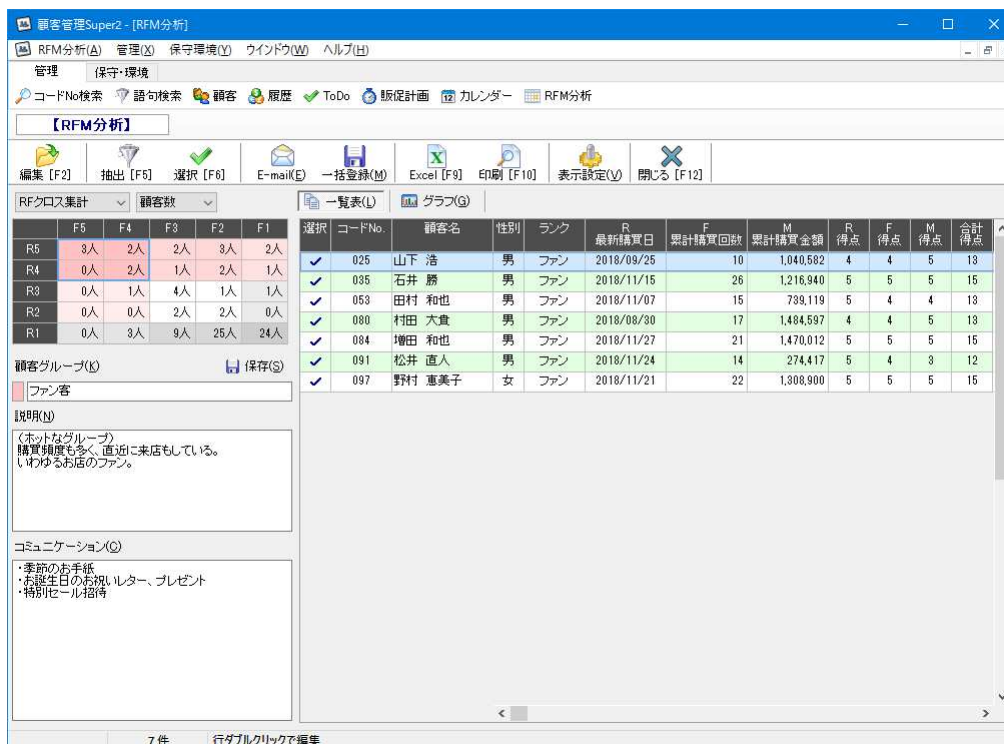 顧客管理Super2 - [RFM分析]
RFM分析(A) 管理(X) 保守環境(Y) ウインドウ(W) ヘルプ(H)
管理 保守・環境
コードNo検索 語句検索 顧客 履歴 ToDo 販促計画 12 カレンダー RFM分析
【RFM分析】
編集 [F2] 抽出 [F5] 選択 [F6] E-mail(E) 一括登録(M) Excel [F9] 印刷 [F10] 表示設定(V) 閉じる [F12]
RFクロス集計 顧客数 一覧表(L) グラフ(G)
F5 F4 F3 F2 F1
R5 3人 2人 2人 3人 2人
R4 0人 2人 1人 2人 1人
R3 0人 1人 4人 1人 1人
R2 0人 0人 2人 2人 0人
R1 0人 3人 9人 25人 24人
顧客グループ(K) 保存(S)
ファン客
説明(N)
(ホットなグループ)
購買頻度も多く、直近に来店もしている。
いわゆるお店のファン。
コミュニケーション(C)
・季節のお手紙
・お誕生日のお祝いレター、プレゼント
・特別セール招待
選択 コードNo. 顧客名 性別 ランク R 最新購買日 F 累計購買回数 M 累計購買金額 R 得点 F 得点 M 得点 合計 得点
025 山下 浩 男 ファン 2018/09/25 10 1,040,582 4 4 5 13
035 石井 勝 男 ファン 2018/11/15 26 1,216,940 5 5 5 15
053 田村 和也 男 ファン 2018/11/07 15 739,119 5 4 4 13
080 村田 大貴 男 ファン 2018/08/30 17 1,484,597 4 4 5 13
084 増田 和也 男 ファン 2018/11/27 21 1,470,012 5 5 5 15
091 松井 直人 男 ファン 2018/11/24 14 274,417 5 4 3 12
097 野村 恵美子 女 ファン 2018/11/21 22 1,308,900 5 5 5 15
7件 行ダブルクリックで編集